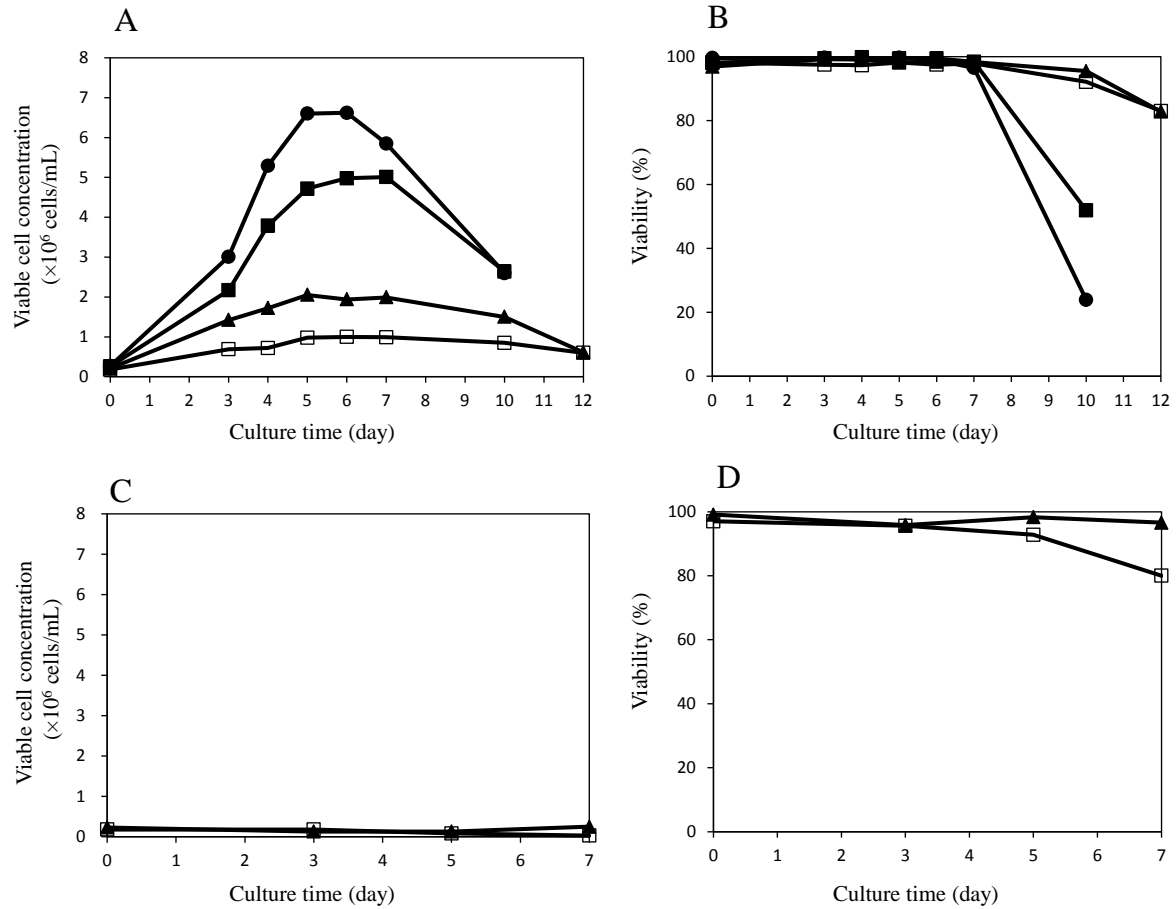 A
Viable cell concentration
(×10⁶ cells/mL)
8
7
6
5
4
3
2
1
0
0 1 2 3 4 5 6 7 8 9 10 11 12
Culture time (day)
B
Viability (%)
100
80
60
40
20
0
0 1 2 3 4 5 6 7 8 9 10 11 12
Culture time (day)
C
Viable cell concentration
(×10⁶ cells/mL)
8
7
6
5
4
3
2
1
0
0 1 2 3 4 5 6 7
Culture time (day)
D
Viability (%)
100
80
60
40
20
0
0 1 2 3 4 5 6 7
Culture time (day)